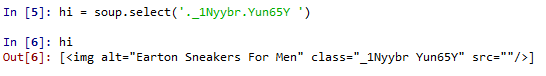 In [5]: hi = soup.select('._1Nyybr.Yun65Y ')
In [6]: hi
Out[6]: [<img alt="Earton Sneakers For Men" class="_1Nyybr Yun65Y" src=""/>]